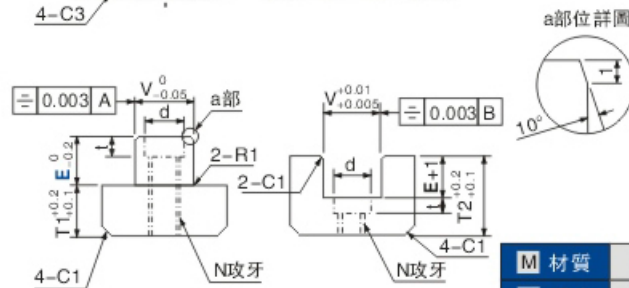 4-C3
a部位詳圖
1
10°
⌯ 0.003 A
V 0 -0.05
d
a部
t
E 0 -0.2
T1 +0.2 +0.1
2-R1
4-C1
N攻牙
V +0.01 +0.005
⌯ 0.003 B
d
2-C1
E+1
t
T2 +0.2 +0.1
4-C1
N攻牙
M 材質